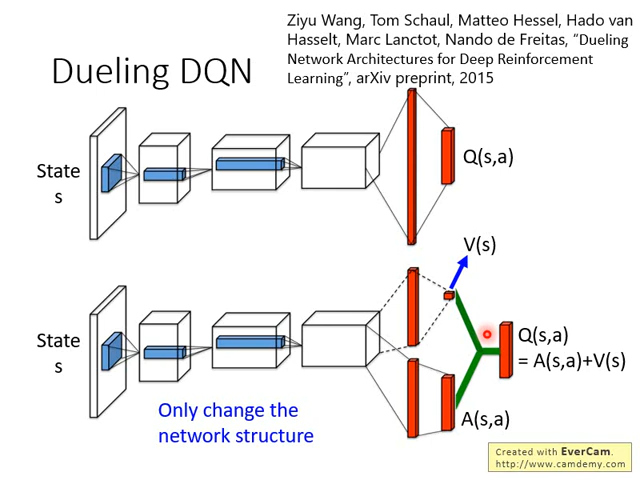 Ziyu Wang, Tom Schaul, Matteo Hessel, Hado van
Hasselt, Marc Lanctot, Nando de Freitas, “Dueling
Network Architectures for Deep Reinforcement
Learning”, arXiv preprint, 2015
Dueling DQN
State
s
Q(s,a)
V(s)
State
s
Q(s,a)
= A(s,a)+V(s)
A(s,a)
Only change the
network structure
Created with EverCam.
http://www.camdemy.com